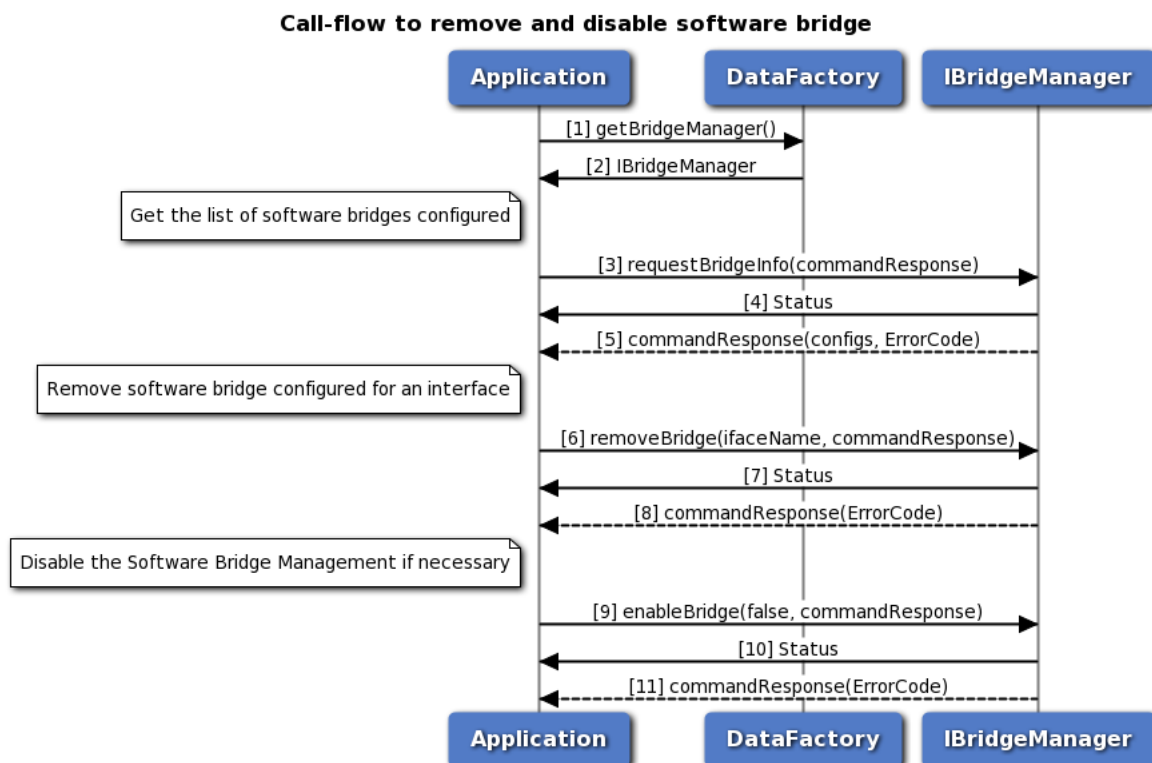 Call-flow to remove and disable software bridge
Application DataFactory IBridgeManager
[1] getBridgeManager()
[2] IBridgeManager
Get the list of software bridges configured
[3] requestBridgeInfo(commandResponse)
[4] Status
[5] commandResponse(configs, ErrorCode)
Remove software bridge configured for an interface
[6] removeBridge(ifaceName, commandResponse)
[7] Status
[8] commandResponse(ErrorCode)
Disable the Software Bridge Management if necessary
[9] enableBridge(false, commandResponse)
[10] Status
[11] commandResponse(ErrorCode)
Application DataFactory IBridgeManager